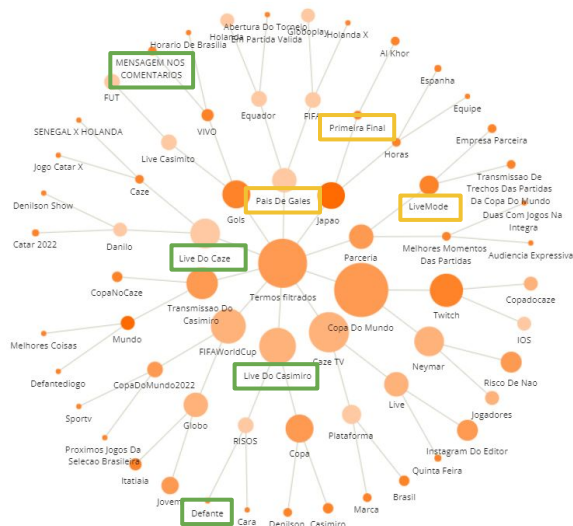 Abertura Do Torneio
Globoplay
Horario De Brasilia
Holanda
Em Partida Valida
Holanda X
MENSAGEM NOS
COMENTARIOS
Al Khor
Espanha
FUT
VIVO
Equador
FIFA
Primeira Final
Equipe
SENEGAL X HOLANDA
Live Casimito
Horas
Empresa Parceira
Jogo Catar X
Caze
Gols
Pais De Gales
Japao
LiveMode
Transmissao De
Trechos Das Partidas
Da Copa Do Mundo
Duas Com Jogos Na
Integra
Denilson Show
Danilo
Live Do Caze
Parceria
Melhores Momentos
Das Partidas
Audiencia Expressiva
Catar 2022
CopaNoCaze
Transmissao Do
Casimiro
Termos filtrados
Copa Do Mundo
Twitch
Copadocaze
IOS
Melhores Coisas
Mundo
FIFAWorldCup
Live Do Casimiro
Caze TV
Neymar
Risco De Nao
Defantediogo
CopaDoMundo2022
Live
Jogadores
Sportv
Globo
RISOS
Copa
Plataforma
Instagram Do Editor
Proximos Jogos Da
Selecao Brasileira
Quinta Feira
Itatiaia
Jovem
Defante
Cara
Denilson
Casimiro
Marca
Brasil